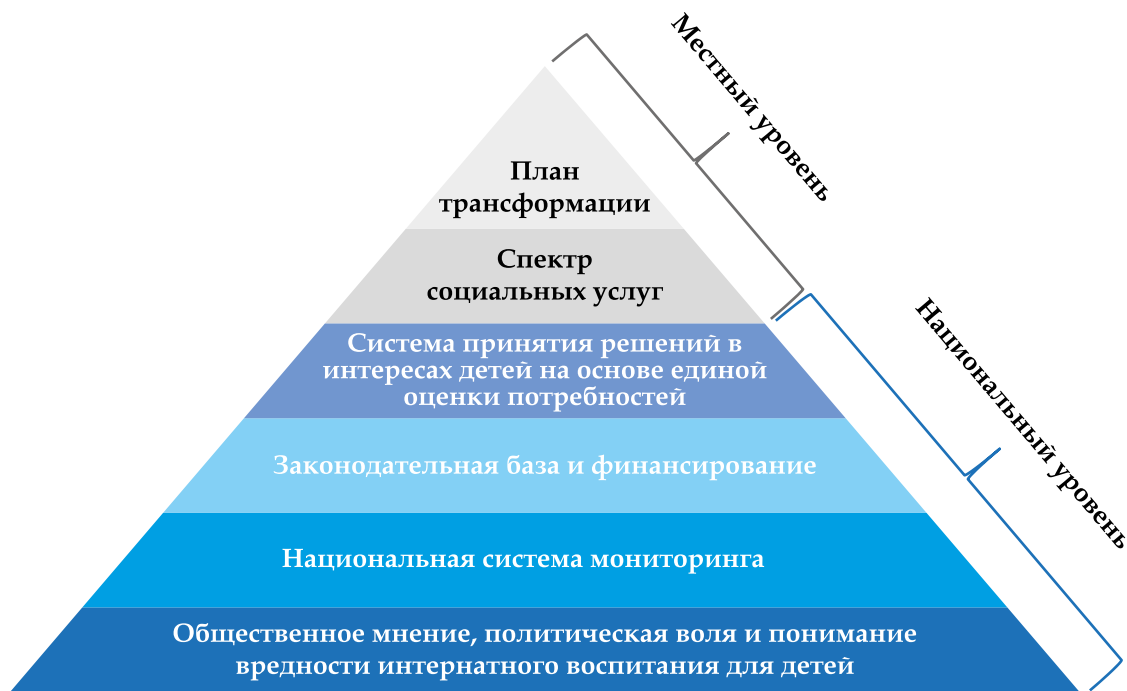 Местный уровень
План
трансформации
Спектр
социальных услуг
Национальный уровень
Система принятия решений в
интересах детей на основе единой
оценки потребностей
Законодательная база и финансирование
Национальная система мониторинга
Общественное мнение, политическая воля и понимание
вредности интернатного воспитания для детей